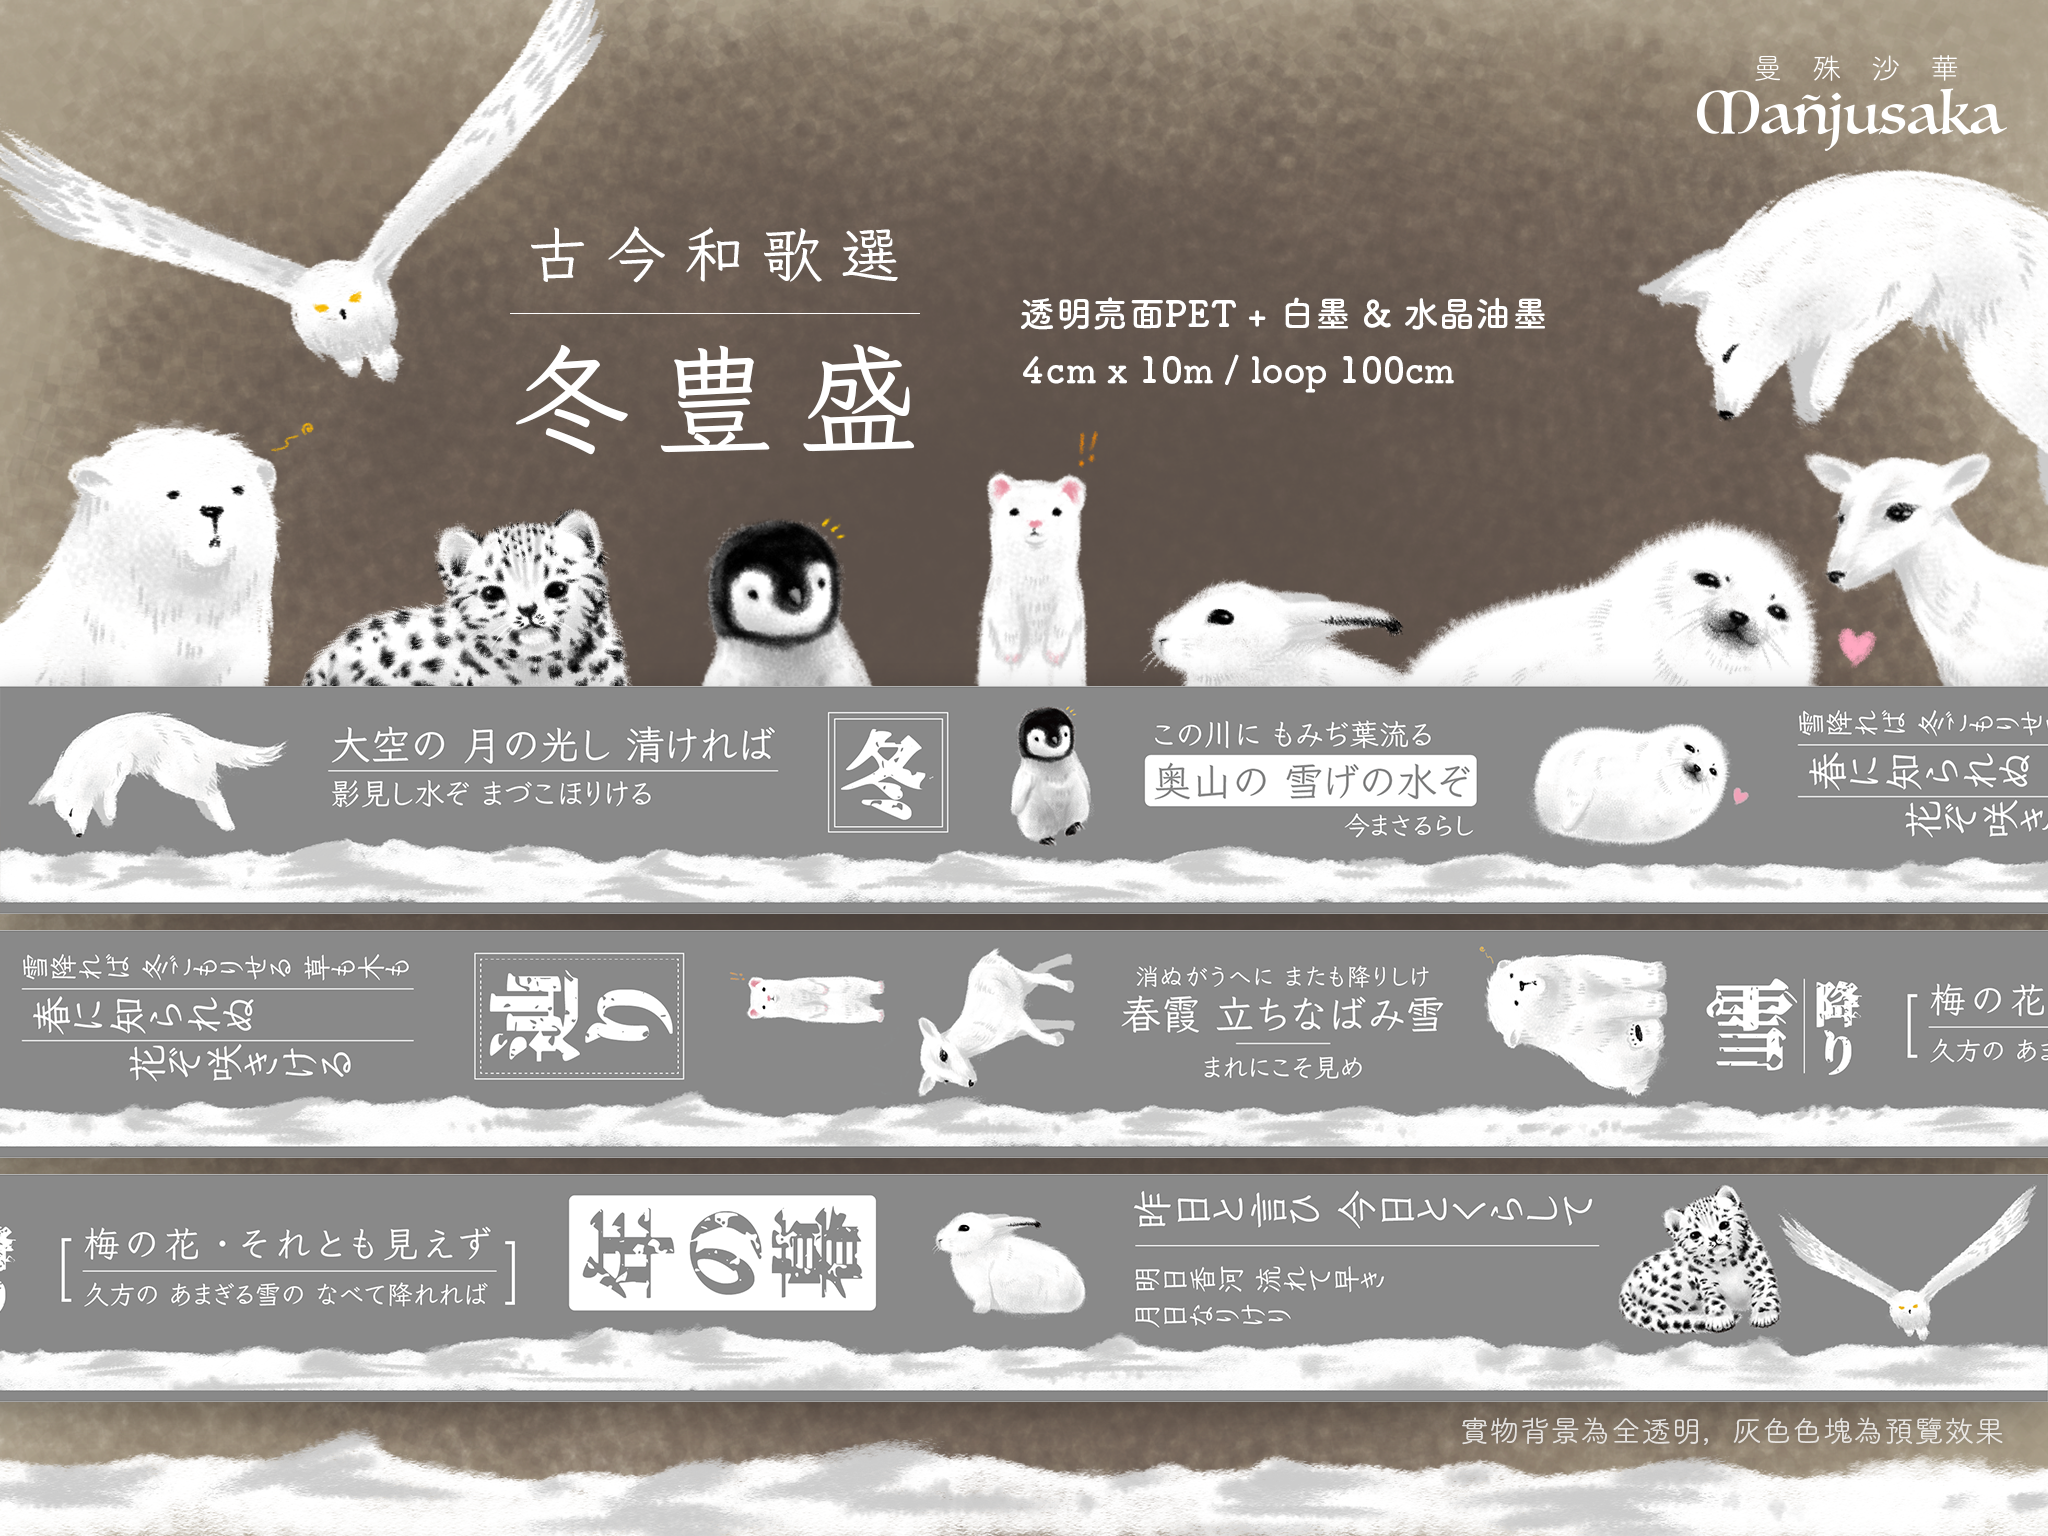 曼殊沙華
Mañjusaka
古今和歌選
冬豊盛
透明亮面PET + 白墨 & 水晶油墨
4cm x 10m / loop 100cm
大空の 月の光し 清ければ
影見し水ぞ まづこほりける
冬
この川に もみぢ葉流る
奥山の 雪げの水ぞ
今まさるらし
雪降れば 冬ごもりせ
春に知られぬ
花ぞ咲き
雪降れば 冬ごもりせる 草も木も
春に知られぬ
花ぞ咲きける
廻り
消ぬがうへに またも降りしけ
春霞 立ちなばみ雪
まれにこそ見め
雪
降り
梅の花
久方の あま
梅の花・それとも見えず
久方の あまぎる雪の なべて降れれば
年の暮
昨日と言ひ 今日とくらして
明日香河 流れて早き
月日なりけり
實物背景為全透明，灰色色塊為預覽效果